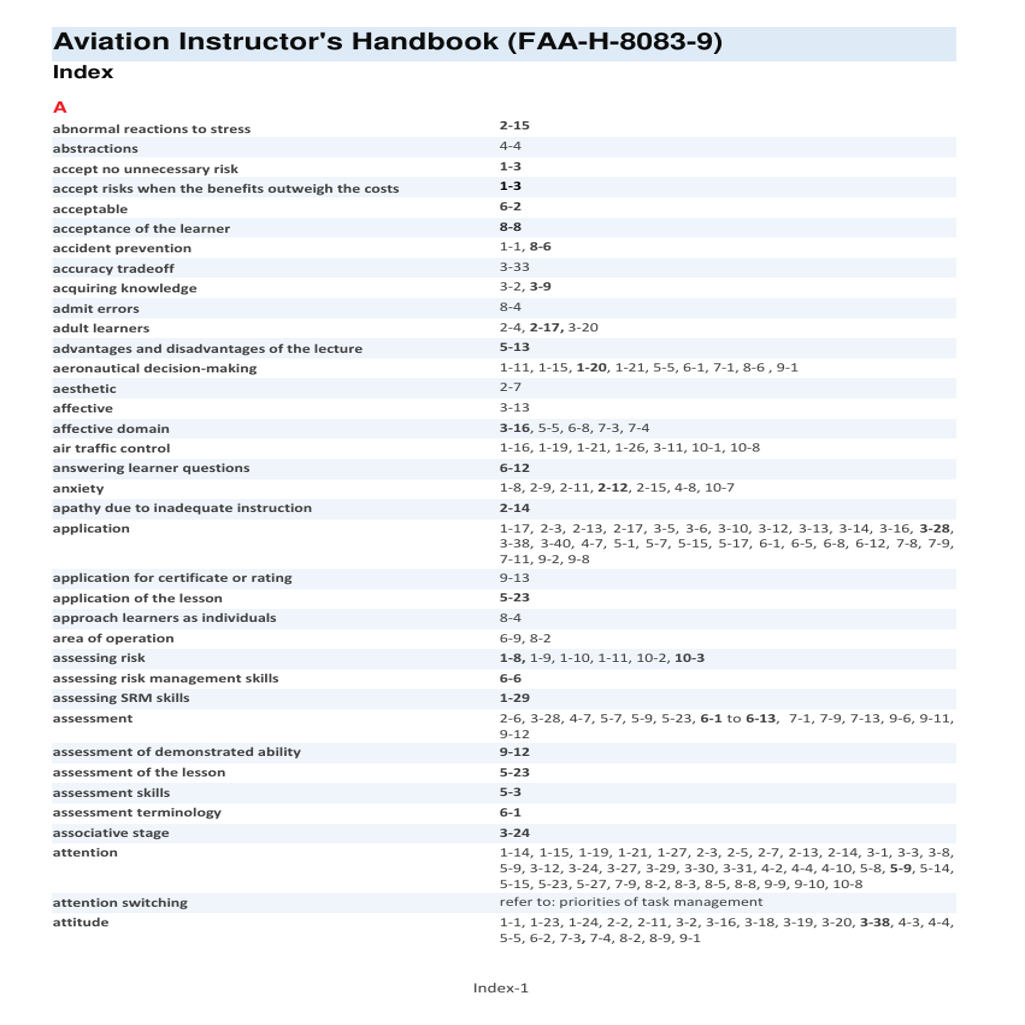 Aviation Instructor's Handbook (FAA-H-8083-9)
Index
A
abnormal reactions to stress 2-15
abstractions 4-4
accept no unnecessary risk 1-3
accept risks when the benefits outweigh the costs 1-3
acceptable 6-2
acceptance of the learner 8-8
accident prevention 1-1, 8-6
accuracy tradeoff 3-33
acquiring knowledge 3-2, 3-9
admit errors 8-4
adult learners 2-4, 2-17, 3-20
advantages and disadvantages of the lecture 5-13
aeronautical decision-making 1-11, 1-15, 1-20, 1-21, 5-5, 6-1, 7-1, 8-6 , 9-1
aesthetic 2-7
affective 3-13
affective domain 3-16, 5-5, 6-8, 7-3, 7-4
air traffic control 1-16, 1-19, 1-21, 1-26, 3-11, 10-1, 10-8
answering learner questions 6-12
anxiety 1-8, 2-9, 2-11, 2-12, 2-15, 4-8, 10-7
apathy due to inadequate instruction 2-14
application 1-17, 2-3, 2-13, 2-17, 3-5, 3-6, 3-10, 3-12, 3-13, 3-14, 3-16, 3-28,
3-38, 3-40, 4-7, 5-1, 5-7, 5-15, 5-17, 6-1, 6-5, 6-8, 6-12, 7-8, 7-9,
7-11, 9-2, 9-8
application for certificate or rating 9-13
application of the lesson 5-23
approach learners as individuals 8-4
area of operation 6-9, 8-2
assessing risk 1-8, 1-9, 1-10, 1-11, 10-2, 10-3
assessing risk management skills 6-6
assessing SRM skills 1-29
assessment 2-6, 3-28, 4-7, 5-7, 5-9, 5-23, 6-1 to 6-13, 7-1, 7-9, 7-13, 9-6, 9-11,
9-12
assessment of demonstrated ability 9-12
assessment of the lesson 5-23
assessment skills 5-3
assessment terminology 6-1
associative stage 3-24
attention 1-14, 1-15, 1-19, 1-21, 1-27, 2-3, 2-5, 2-7, 2-13, 2-14, 3-1, 3-3, 3-8,
5-9, 3-12, 3-24, 3-27, 3-29, 3-30, 3-31, 4-2, 4-4, 4-10, 5-8, 5-9, 5-14,
5-15, 5-23, 5-27, 7-9, 8-2, 8-3, 8-5, 8-8, 9-9, 9-10, 10-8
attention switching refer to: priorities of task management
attitude 1-1, 1-23, 1-24, 2-2, 2-11, 3-2, 3-16, 3-18, 3-19, 3-20, 3-38, 4-3, 4-4,
5-5, 6-2, 7-3, 7-4, 8-2, 8-9, 9-1
Index-1